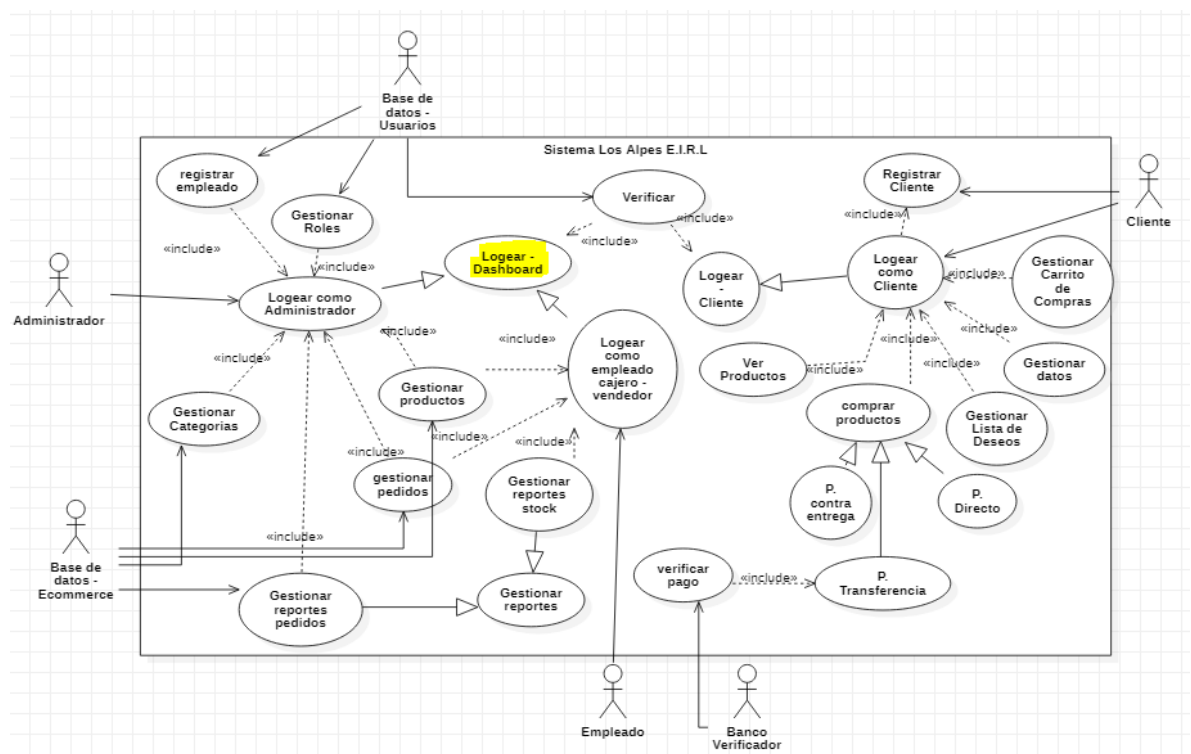 Base de
datos -
Usuarios
Sistema Los Alpes E.I.R.L
registrar
empleado
Gestionar
Roles
Verificar
Registrar
Cliente
Cliente
«include»
«include»
«include»
«include»
«include»
Logear -
Dashboard
Logear
-
Cliente
Logear
como
Cliente
«include»
Gestionar
Carrito
de
Compras
Administrador
Logear como
Administrador
«include»
«include»
«include»
«include»
«include»
Logear
como
empleado
cajero -
vendedor
Ver
Productos
«include»
«include»
Gestionar
datos
Gestionar
Categorias
Gestionar
productos
comprar
productos
Gestionar
Lista de
Deseos
«include»
«include»
«include»
gestionar
pedidos
Gestionar
reportes
stock
P.
contra
entrega
P.
Directo
«include»
Base de
datos -
Ecommerce
Gestionar
reportes
pedidos
Gestionar
reportes
verificar
pago
«include»
P.
Transferencia
Empleado
Banco
Verificador